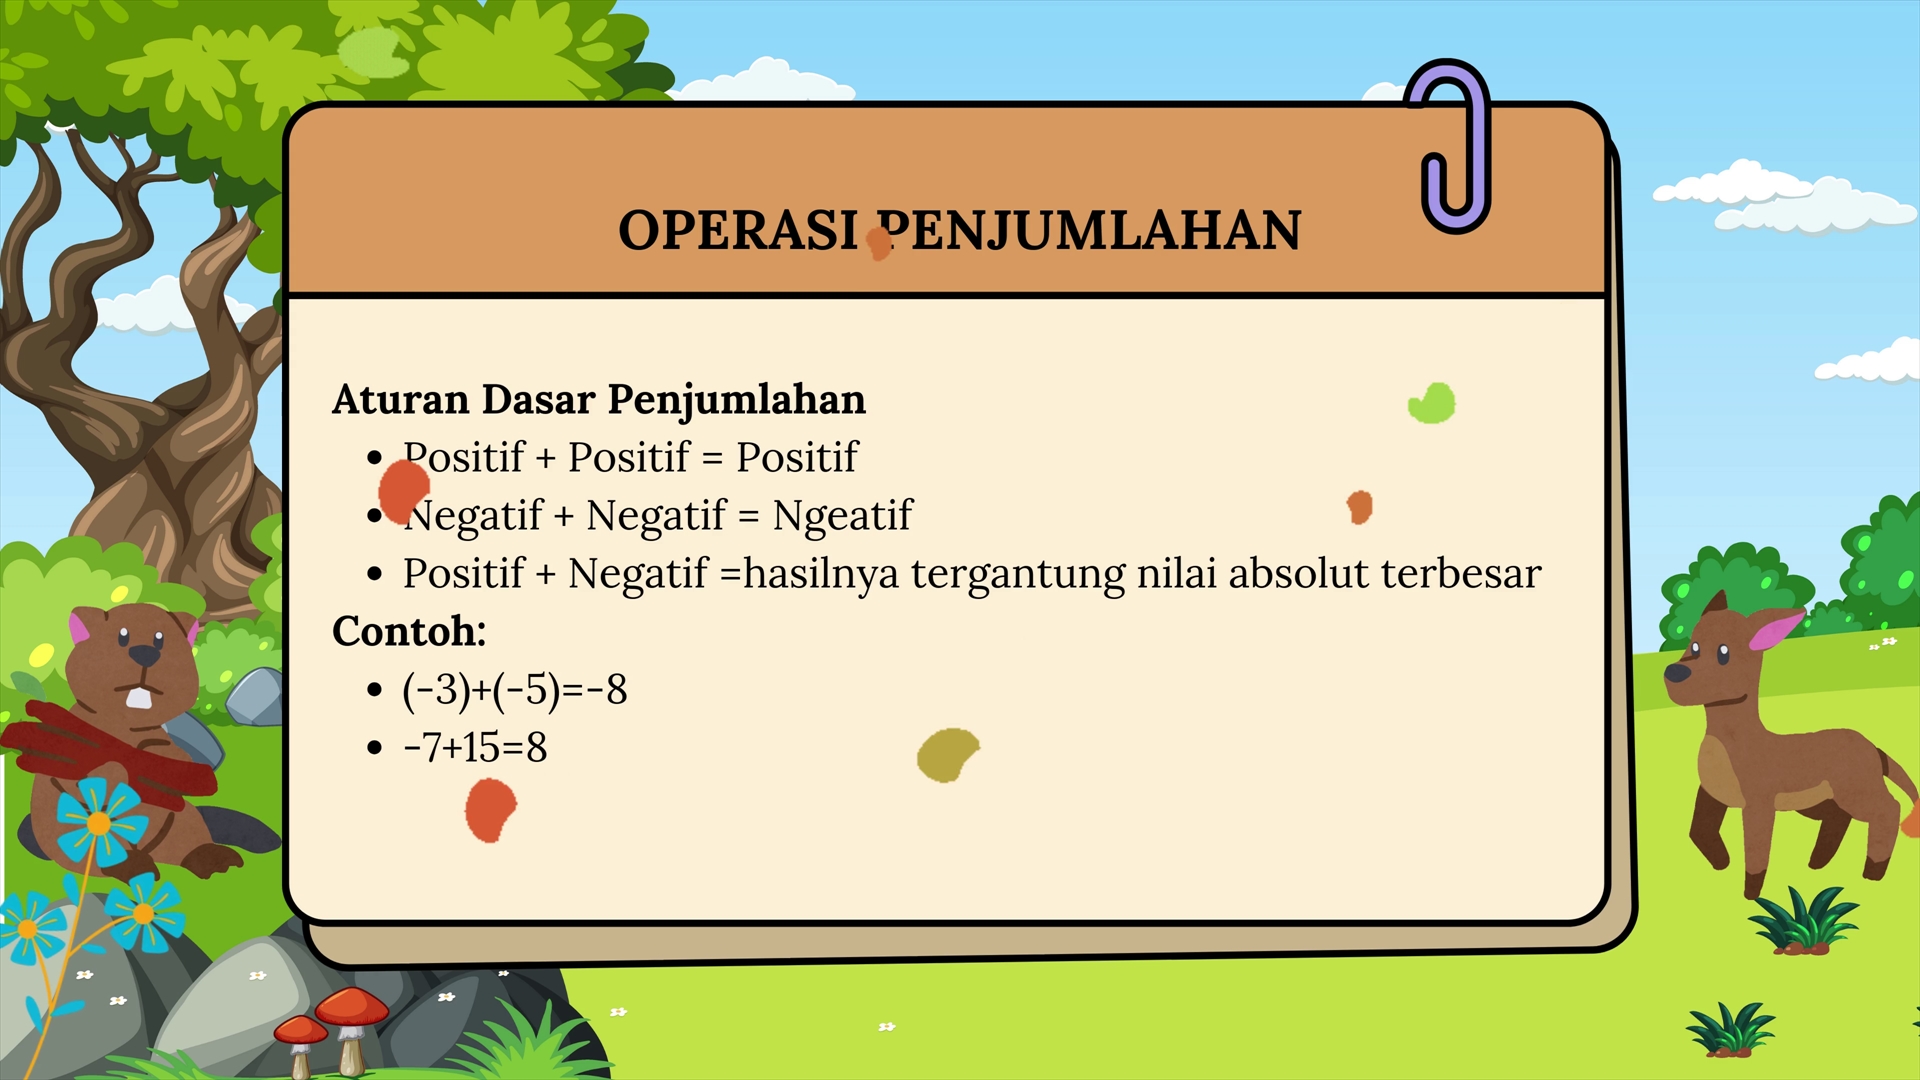 OPERASI PENJUMLAHAN
Aturan Dasar Penjumlahan
• Positif + Positif = Positif
• Negatif + Negatif = Ngeatif
• Positif + Negatif =hasilnya tergantung nilai absolut terbesar
Contoh:
• (-3)+(-5)=-8
• -7+15=8